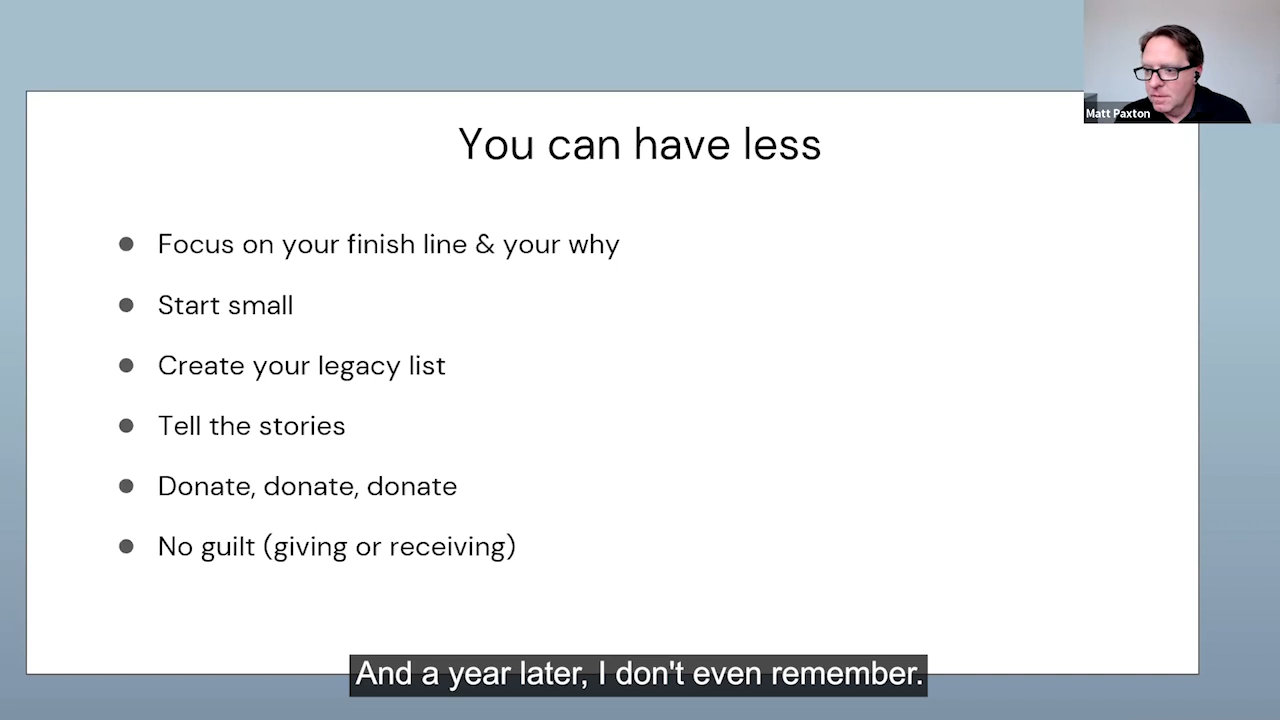 Matt Paxton
You can have less
Focus on your finish line & your why
Start small
Create your legacy list
Tell the stories
Donate, donate, donate
No guilt (giving or receiving)
And a year later, I don't even remember.